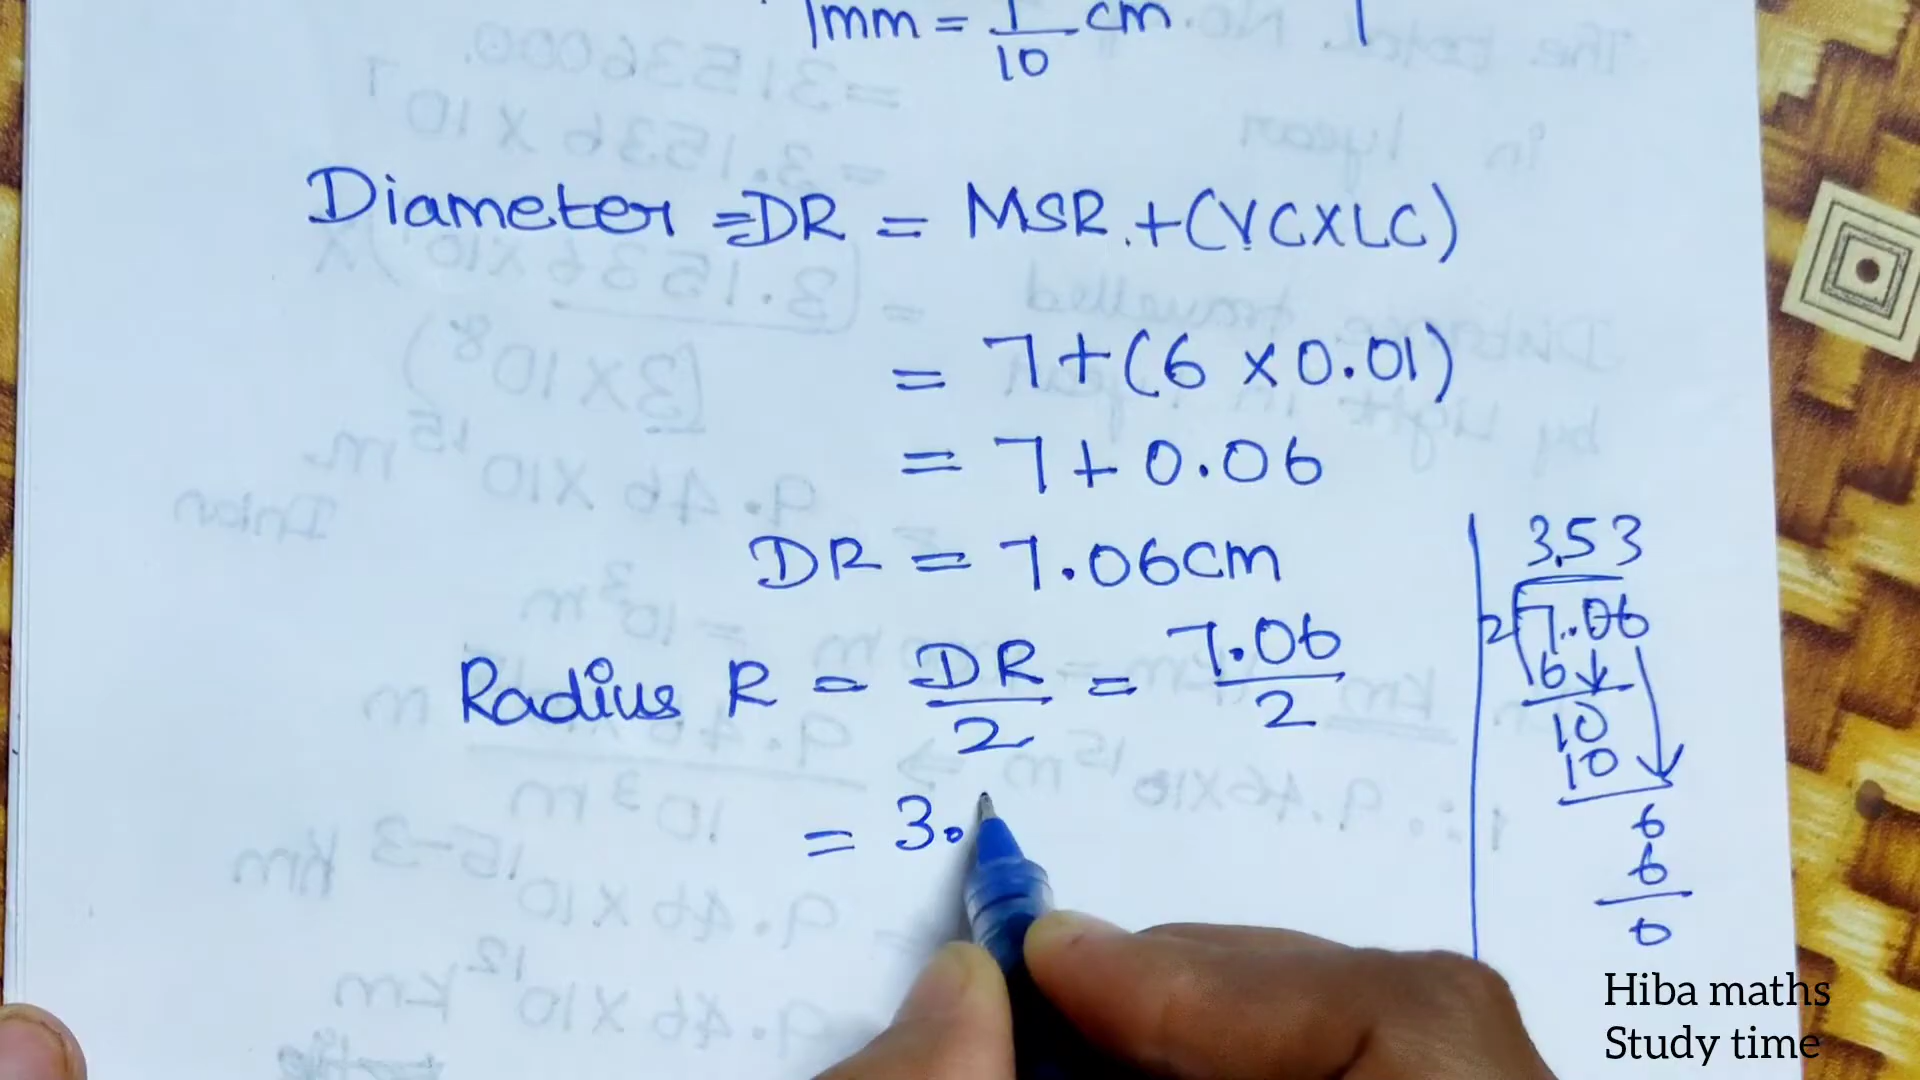 1mm = 1/10 cm
Diameter = DR = MSR + (VC X LC)
= 7 + (6 × 0.01)
= 7 + 0.06
DR = 7.06cm
Radius R = DR/2 = 7.06/2
= 3.
3.53
2 7.06
6
10
10
6
6
0
Hiba maths
Study time